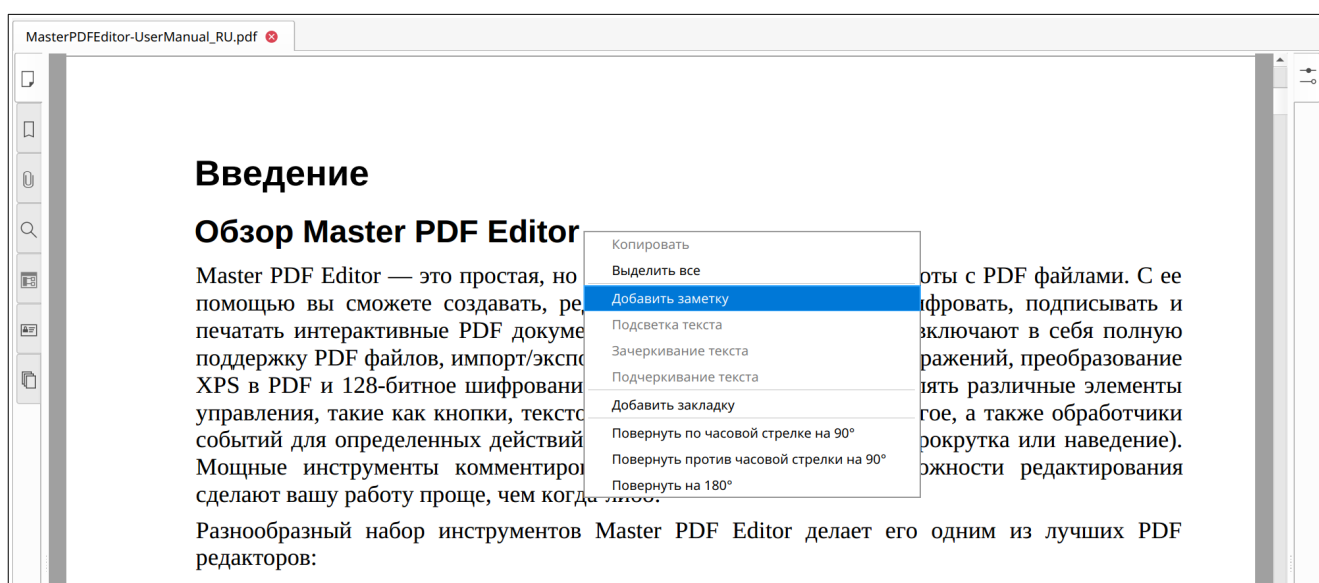 MasterPDFEditor-UserManual_RU.pdf
Введение
Обзор Master PDF Editor
Master PDF Editor — это простая, но оты с PDF файлами. С ее
помощью вы сможете создавать, ре фровать, подписывать и
печатать интерактивные PDF докуме включают в себя полную
поддержку PDF файлов, импорт/экспо ражений, преобразование
XPS в PDF и 128-битное шифровани лять различные элементы
управления, такие как кнопки, тексто гое, а также обработчики
событий для определенных действий рокрутка или наведение).
Мощные инструменты комментиро ожности редактирования
сделают вашу работу проще, чем когда-либо.
Разнообразный набор инструментов Master PDF Editor делает его одним из лучших PDF
редакторов:
Копировать
Выделить все
Добавить заметку
Подсветка текста
Зачеркивание текста
Подчеркивание текста
Добавить закладку
Повернуть по часовой стрелке на 90°
Повернуть против часовой стрелки на 90°
Повернуть на 180°